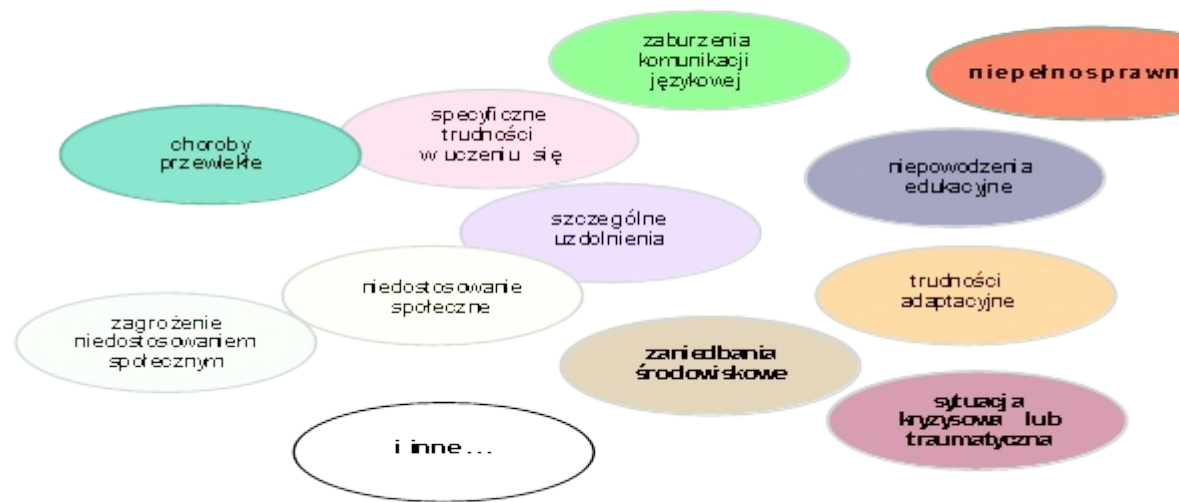 zaburzenia
komunikacji
językowej
niepełnosprawn
specyficzne
trudności
w uczeniu się
choroby
przewlekłe
niepowodzenia
edukacyjne
szczególne
uzdolnienia
niedostosowanie
społeczne
trudności
adaptacyjne
zagrożenie
niedostosowaniem
społecznym
zaniedbania
środowiskowe
sytuacja
kryzysowa lub
traumatyczna
i inne...